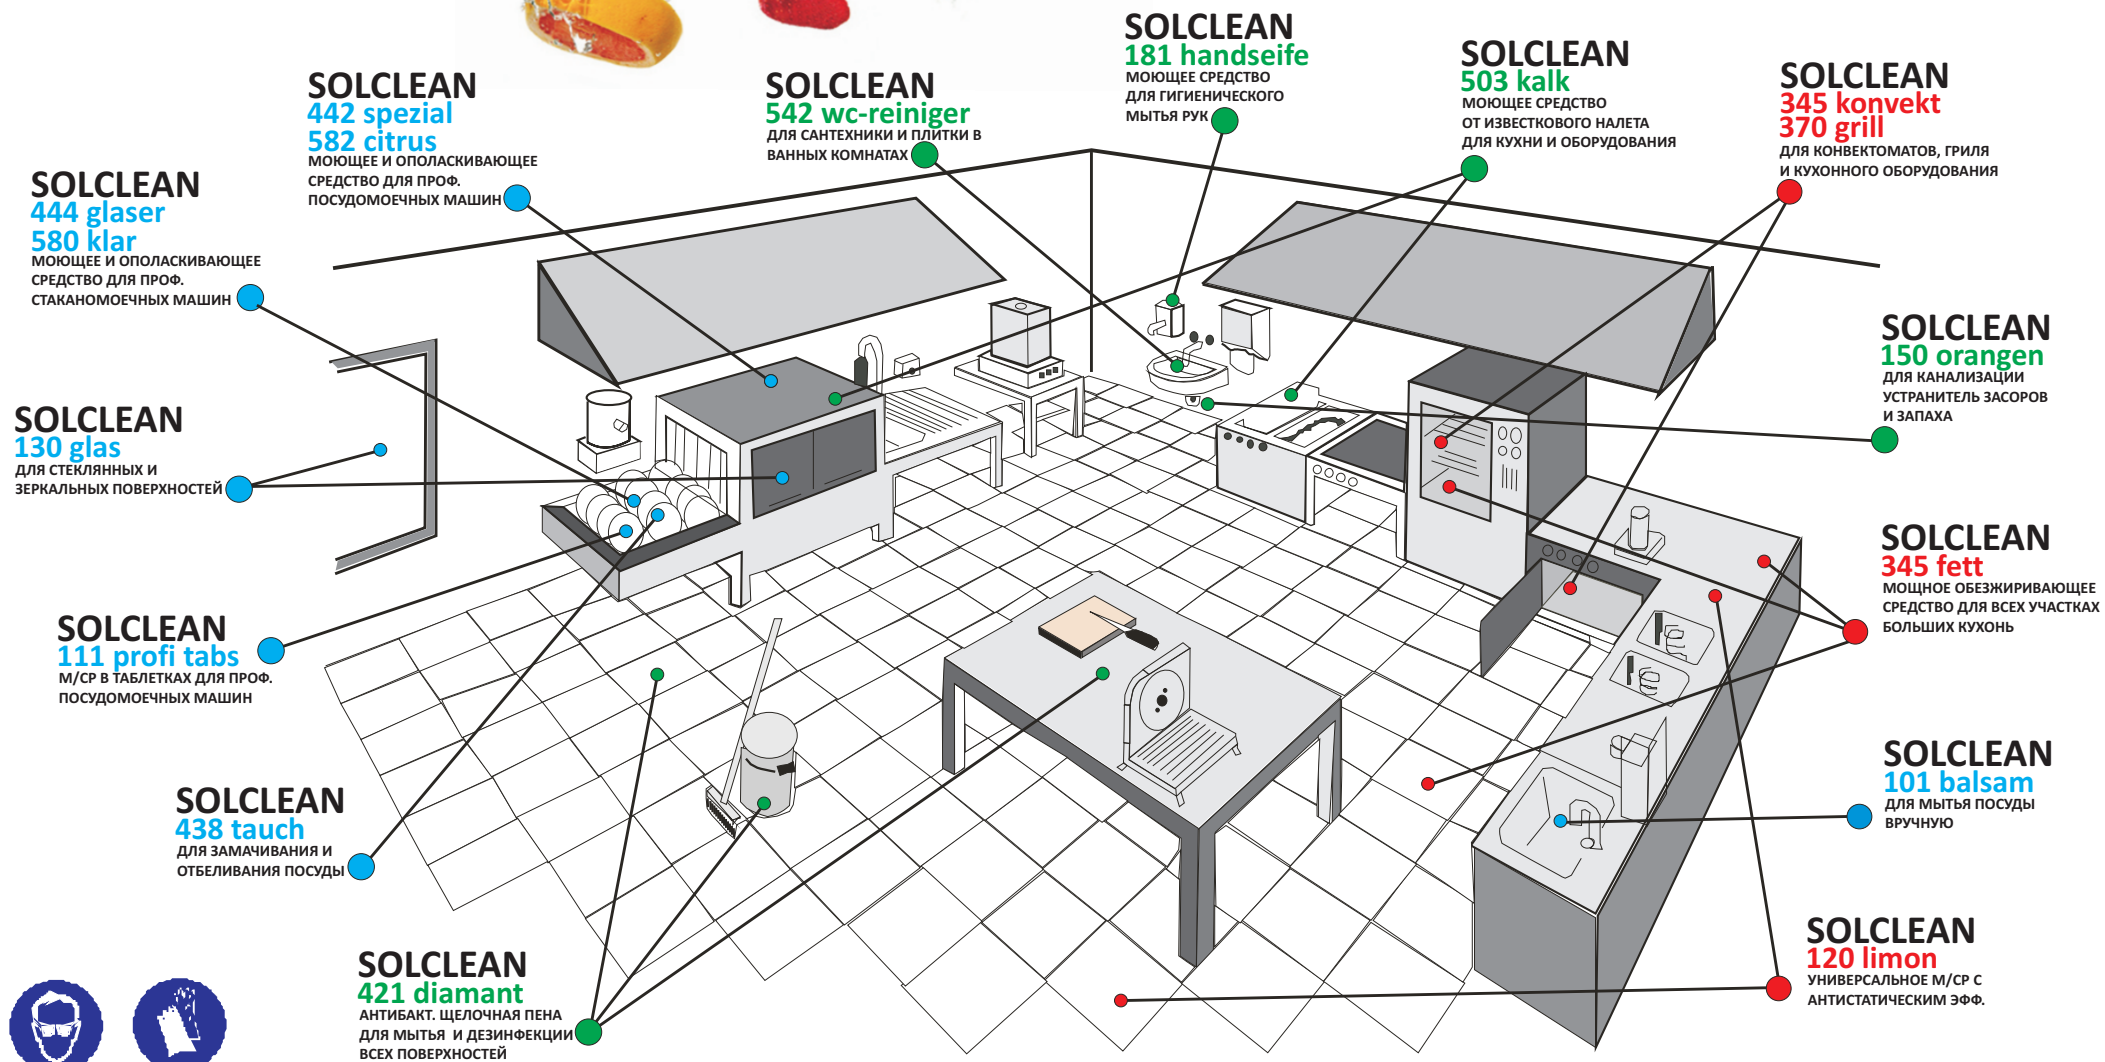 SOLCLEAN
181 handseife
МОЮЩЕЕ СРЕДСТВО
ДЛЯ ГИГИЕНИЧЕСКОГО
МЫТЬЯ РУК
SOLCLEAN
503 kalk
МОЮЩЕЕ СРЕДСТВО
ОТ ИЗВЕСТКОВОГО НАЛЕТА
ДЛЯ КУХНИ И ОБОРУДОВАНИЯ
SOLCLEAN
345 konvekt
370 grill
ДЛЯ КОНВЕКТОМАТОВ, ГРИЛЯ
И КУХОННОГО ОБОРУДОВАНИЯ
SOLCLEAN
442 spezial
582 citrus
МОЮЩЕЕ И ОПОЛАСКИВАЮЩЕЕ
СРЕДСТВО ДЛЯ ПРОФ.
ПОСУДОМОЕЧНЫХ МАШИН
SOLCLEAN
542 wc-reiniger
ДЛЯ САНТЕХНИКИ И ПЛИТКИ В
ВАННЫХ КОМНАТАХ
SOLCLEAN
444 glaser
580 klar
МОЮЩЕЕ И ОПОЛАСКИВАЮЩЕЕ
СРЕДСТВО ДЛЯ ПРОФ.
СТАКАНОМОЕЧНЫХ МАШИН
SOLCLEAN
150 orangen
ДЛЯ КАНАЛИЗАЦИИ
УСТРАНИТЕЛЬ ЗАСОРОВ
И ЗАПАХА
SOLCLEAN
130 glas
ДЛЯ СТЕКЛЯННЫХ И
ЗЕРКАЛЬНЫХ ПОВЕРХНОСТЕЙ
SOLCLEAN
345 fett
МОЩНОЕ ОБЕЗЖИРИВАЮЩЕЕ
СРЕДСТВО ДЛЯ ВСЕХ УЧАСТКАХ
БОЛЬШИХ КУХОНЬ
SOLCLEAN
111 profi tabs
М/СР В ТАБЛЕТКАХ ДЛЯ ПРОФ.
ПОСУДОМОЕЧНЫХ МАШИН
SOLCLEAN
101 balsam
ДЛЯ МЫТЬЯ ПОСУДЫ
ВРУЧНУЮ
SOLCLEAN
438 tauch
ДЛЯ ЗАМАЧИВАНИЯ И
ОТБЕЛИВАНИЯ ПОСУДЫ
SOLCLEAN
120 limon
УНИВЕРСАЛЬНОЕ М/СР С
АНТИСТАТИЧЕСКИМ ЭФФ.
SOLCLEAN
421 diamant
АНТИБАКТ. ЩЕЛОЧНАЯ ПЕНА
ДЛЯ МЫТЬЯ И ДЕЗИНФЕКЦИИ
ВСЕХ ПОВЕРХНОСТЕЙ